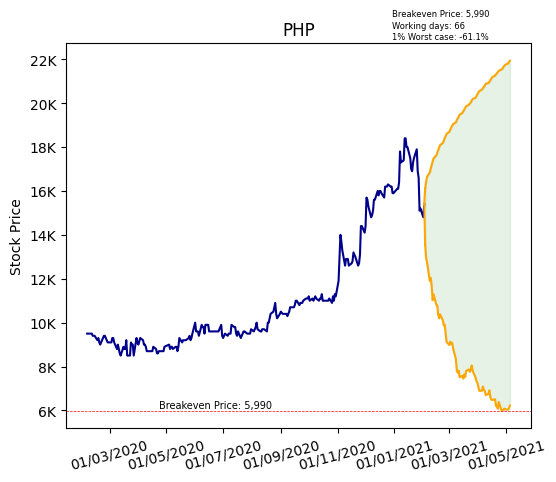 Breakeven Price: 5,990
Working days: 66
1% Worst case: -61.1%
PHP
Stock Price
22K
20K
18K
16K
14K
12K
10K
8K
6K
Breakeven Price: 5,990
01/03/2020
01/05/2020
01/07/2020
01/09/2020
01/11/2020
01/01/2021
01/03/2021
01/05/2021